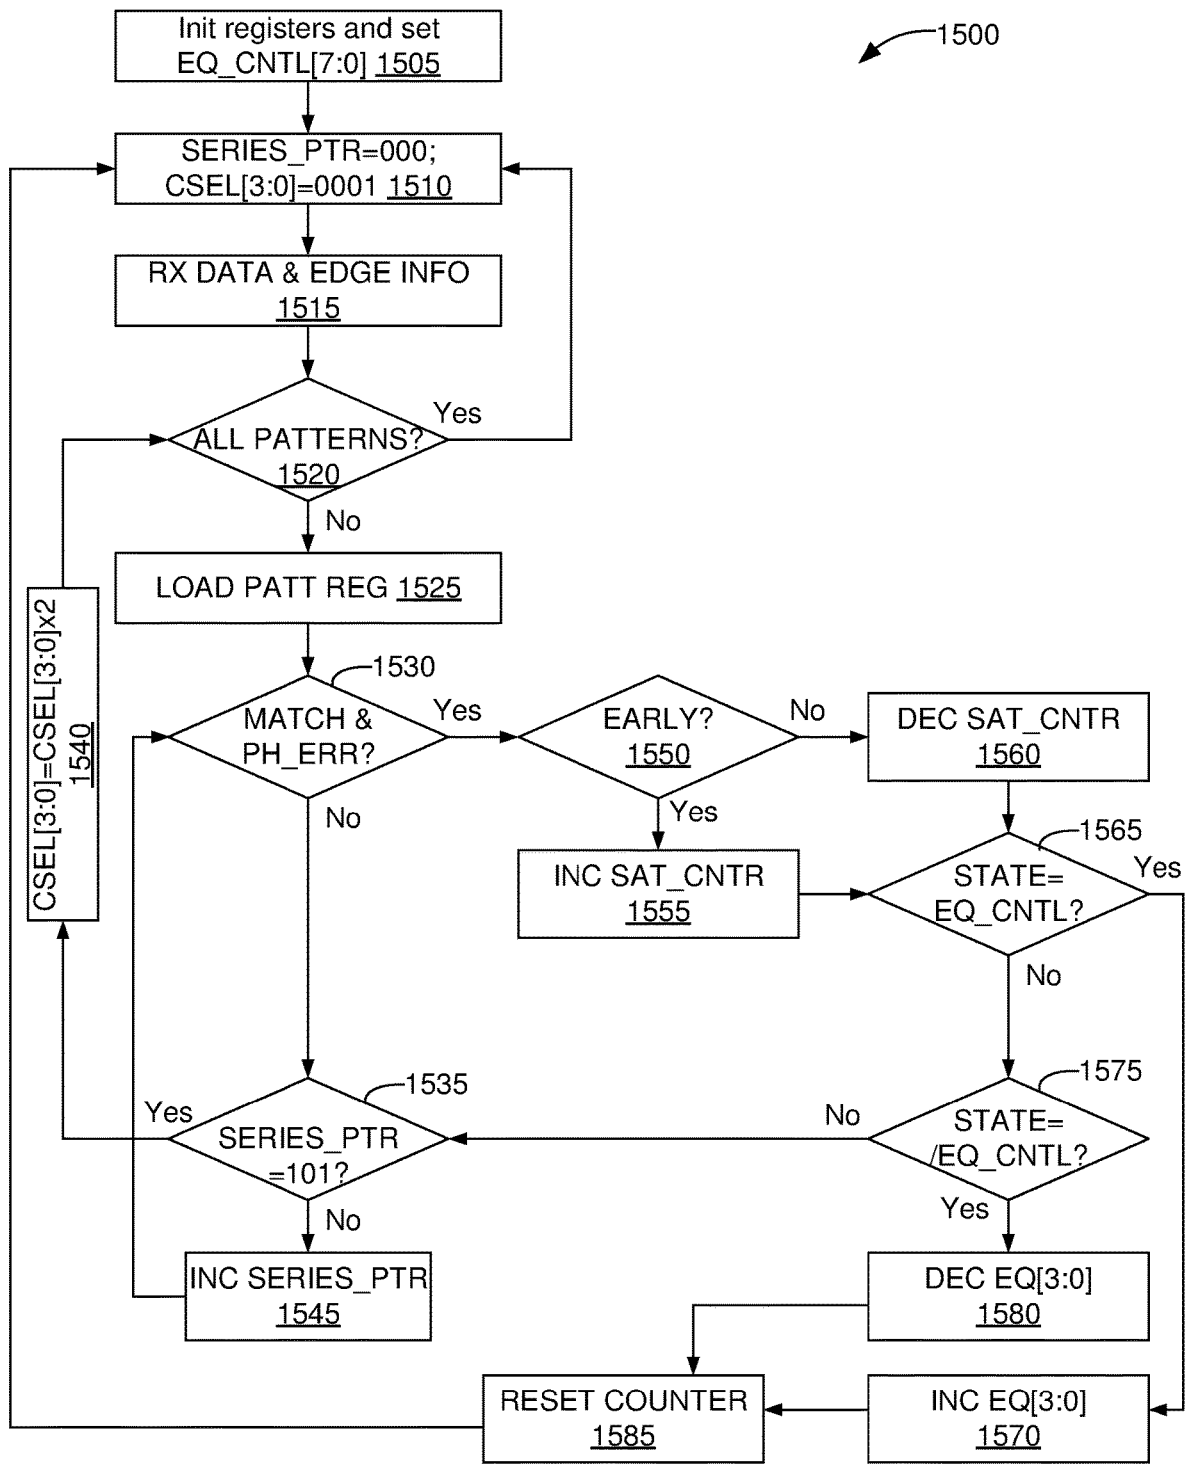 Init registers and set
EQ_CNTL[7:0] 1505
1500
SERIES_PTR=000;
CSEL[3:0]=0001 1510
RX DATA & EDGE INFO
1515
Yes
ALL PATTERNS?
1520
No
LOAD PATT REG 1525
CSEL[3:0]=CSEL[3:0]x2
1540
1530
MATCH &
PH_ERR?
Yes
No
EARLY?
1550
No
Yes
DEC SAT_CNTR
1560
INC SAT_CNTR
1555
1565
STATE=
EQ_CNTL?
Yes
No
1535
Yes
SERIES_PTR
=101?
No
1575
No
STATE=
/EQ_CNTL?
Yes
INC SERIES_PTR
1545
DEC EQ[3:0]
1580
RESET COUNTER
1585
INC EQ[3:0]
1570